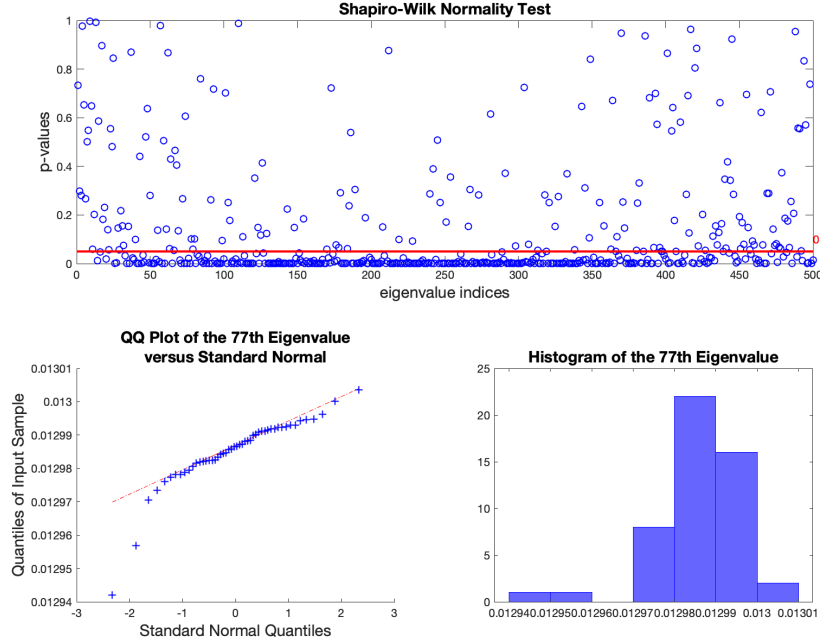 Shapiro-Wilk Normality Test
1
0.8
0.6
0.4
0.2
0
p-values
0
0 50 100 150 200 250 300 350 400 450 500
eigenvalue indices
QQ Plot of the 77th Eigenvalue
versus Standard Normal
0.01301
0.013
0.01299
0.01298
0.01297
0.01296
0.01295
0.01294
Quantiles of Input Sample
-3 -2 -1 0 1 2 3
Standard Normal Quantiles
Histogram of the 77th Eigenvalue
25
20
15
10
5
0
0.01294 0.01295 0.01296 0.01297 0.01298 0.01299 0.013 0.01301